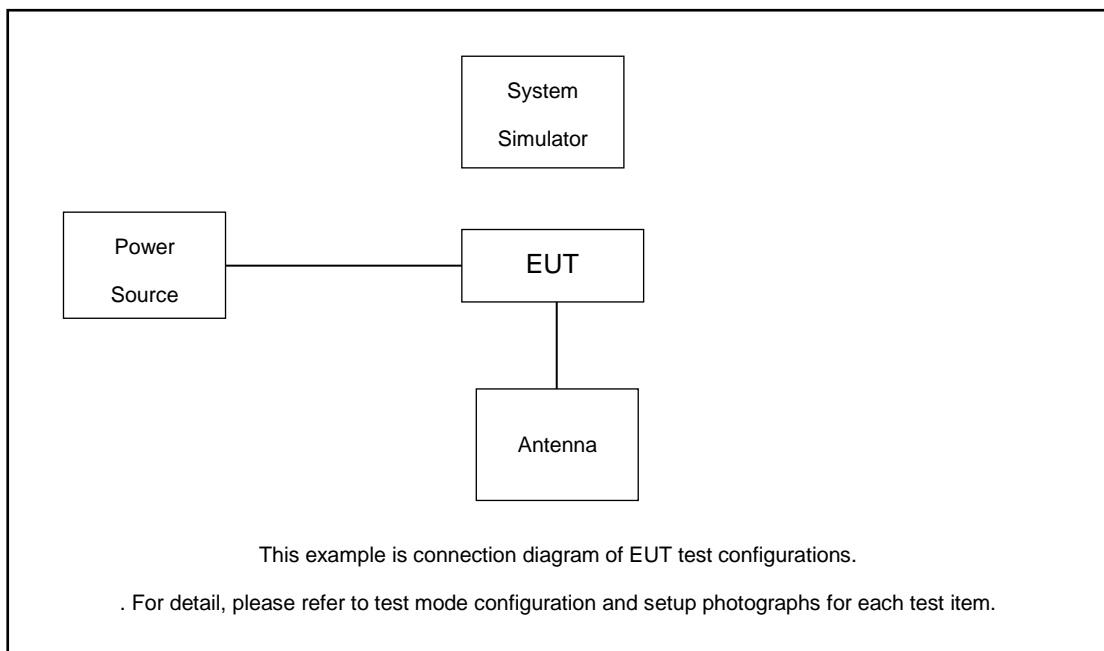 System
Simulator
Power
Source
EUT
Antenna
This example is connection diagram of EUT test configurations.
. For detail, please refer to test mode configuration and setup photographs for each test item.